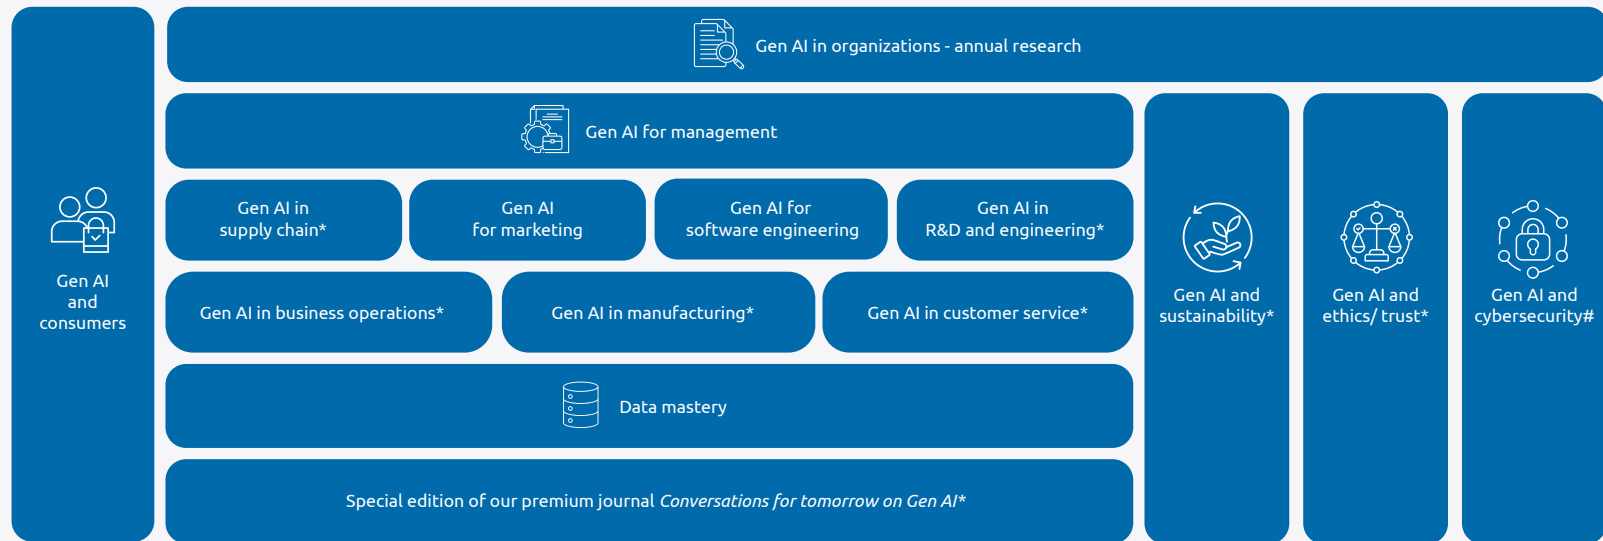 Gen AI in organizations - annual research
Gen AI for management
Gen AI in
supply chain*
Gen AI
for marketing
Gen AI for
software engineering
Gen AI in
R&D and engineering*
Gen AI in business operations*
Gen AI in manufacturing*
Gen AI in customer service*
Data mastery
Special edition of our premium journal Conversations for tomorrow on Gen AI*
Gen AI
and
consumers
Gen AI and
sustainability*
Gen AI and
ethics/ trust*
Gen AI and
cybersecurity#